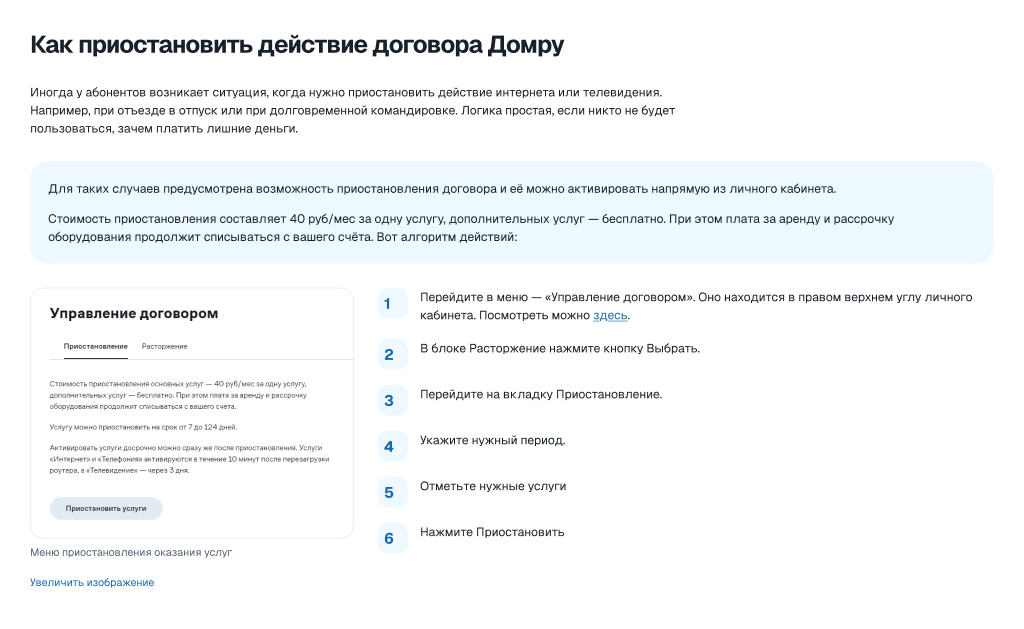 Как приостановить действие договора Домру
Иногда у абонентов возникает ситуация, когда нужно приостановить действие интернета или телевидения.
Например, при отъезде в отпуск или при долговременной командировке. Логика простая, если никто не будет
пользоваться, зачем платить лишние деньги.
Для таких случаев предусмотрена возможность приостановления договора и её можно активировать напрямую из личного кабинета.
Стоимость приостановления составляет 40 руб/мес за одну услугу, дополнительных услуг — бесплатно. При этом плата за аренду и рассрочку
оборудования продолжит списываться с вашего счёта. Вот алгоритм действий:
Управление договором
Приостановление Расторжение
Стоимость приостановления основных услуг — 40 руб/мес за одну услугу,
дополнительных услуг — бесплатно. При этом плата за аренду и рассрочку
оборудования продолжит списываться с вашего счёта.
Услугу можно приостановить на срок от 7 до 124 дней.
Активировать услуги досрочно можно сразу же после приостановления. Услуги
«Интернет» и «Телефония» активируются в течение 10 минут после перезагрузки
роутера, а «Телевидение» — через 3 дня.
Приостановить услуги
Меню приостановления оказания услуг
Увеличить изображение
1 Перейдите в меню — «Управление договором». Оно находится в правом верхнем углу личного
кабинета. Посмотреть можно здесь.
2 В блоке Расторжение нажмите кнопку Выбрать.
3 Перейдите на вкладку Приостановление.
4 Укажите нужный период.
5 Отметьте нужные услуги
6 Нажмите Приостановить